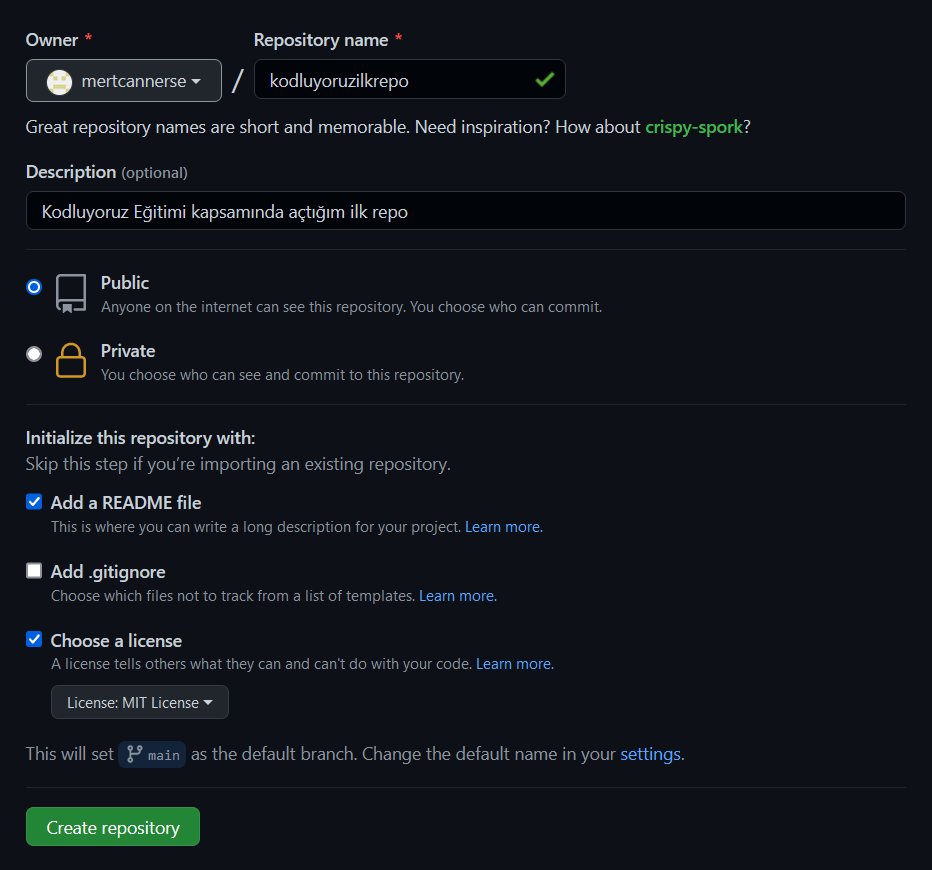 Owner * Repository name *
mertcannerse / kodluyoruzilkrepo
Great repository names are short and memorable. Need inspiration? How about crispy-spork?
Description (optional)
Kodluyoruz Eğitimi kapsamında açtığım ilk repo
Public
Anyone on the internet can see this repository. You choose who can commit.
Private
You choose who can see and commit to this repository.
Initialize this repository with:
Skip this step if you’re importing an existing repository.
Add a README file
This is where you can write a long description for your project. Learn more.
Add .gitignore
Choose which files not to track from a list of templates. Learn more.
Choose a license
A license tells others what they can and can't do with your code. Learn more.
License: MIT License
This will set main as the default branch. Change the default name in your settings.
Create repository